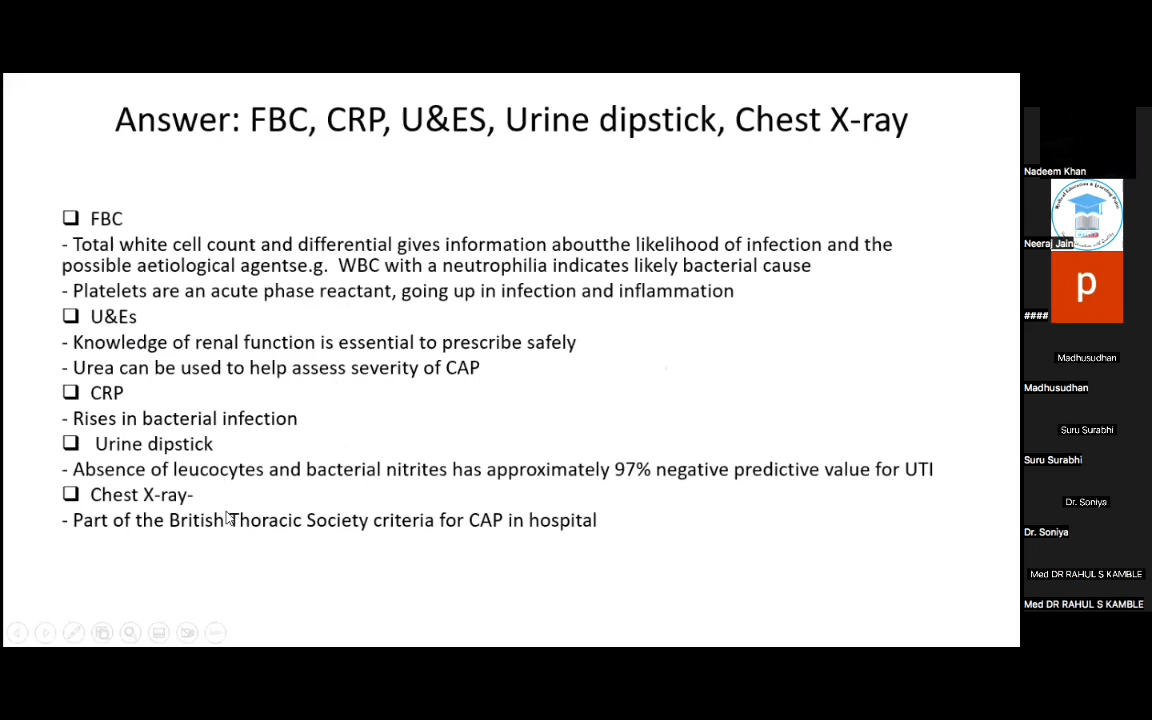 Answer: FBC, CRP, U&ES, Urine dipstick, Chest X-ray
❑ FBC
- Total white cell count and differential gives information aboutthe likelihood of infection and the
possible aetiological agentse.g. WBC with a neutrophilia indicates likely bacterial cause
- Platelets are an acute phase reactant, going up in infection and inflammation
❑ U&Es
- Knowledge of renal function is essential to prescribe safely
- Urea can be used to help assess severity of CAP
❑ CRP
- Rises in bacterial infection
❑ Urine dipstick
- Absence of leucocytes and bacterial nitrites has approximately 97% negative predictive value for UTI
❑ Chest X-ray-
- Part of the British Thoracic Society criteria for CAP in hospital
Nadeem Khan
Neeraj Jain
p
####
Madhusudhan
Madhusudhan
Suru Surabhi
Suru Surabhi
Dr. Soniya
Dr. Soniya
Med DR RAHUL S KAMBLE
Med DR RAHUL S KAMBLE